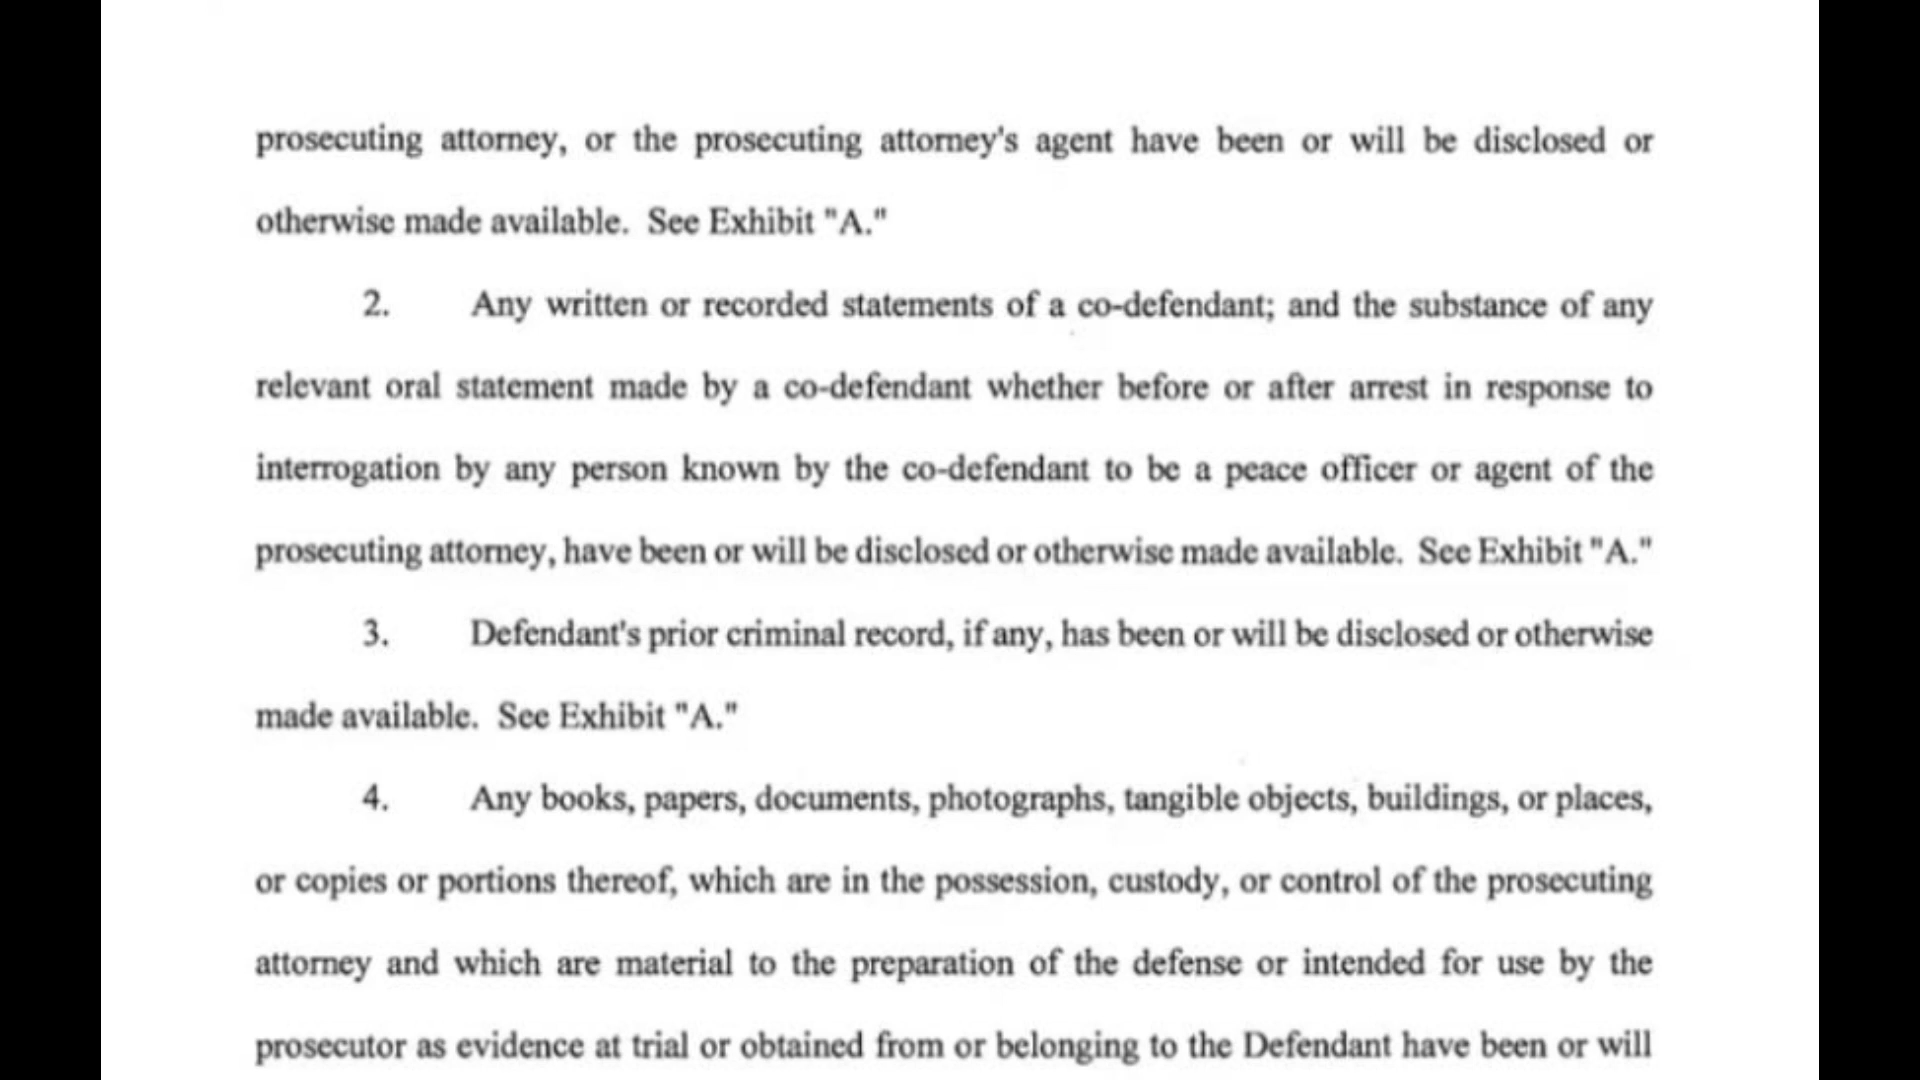 prosecuting attorney, or the prosecuting attorney's agent have been or will be disclosed or
otherwise made available.  See Exhibit "A."
2. Any written or recorded statements of a co-defendant; and the substance of any
relevant oral statement made by a co-defendant whether before or after arrest in response to
interrogation by any person known by the co-defendant to be a peace officer or agent of the
prosecuting attorney, have been or will be disclosed or otherwise made available.  See Exhibit "A."
3. Defendant's prior criminal record, if any, has been or will be disclosed or otherwise
made available.  See Exhibit "A."
4. Any books, papers, documents, photographs, tangible objects, buildings, or places,
or copies or portions thereof, which are in the possession, custody, or control of the prosecuting
attorney and which are material to the preparation of the defense or intended for use by the
prosecutor as evidence at trial or obtained from or belonging to the Defendant have been or will